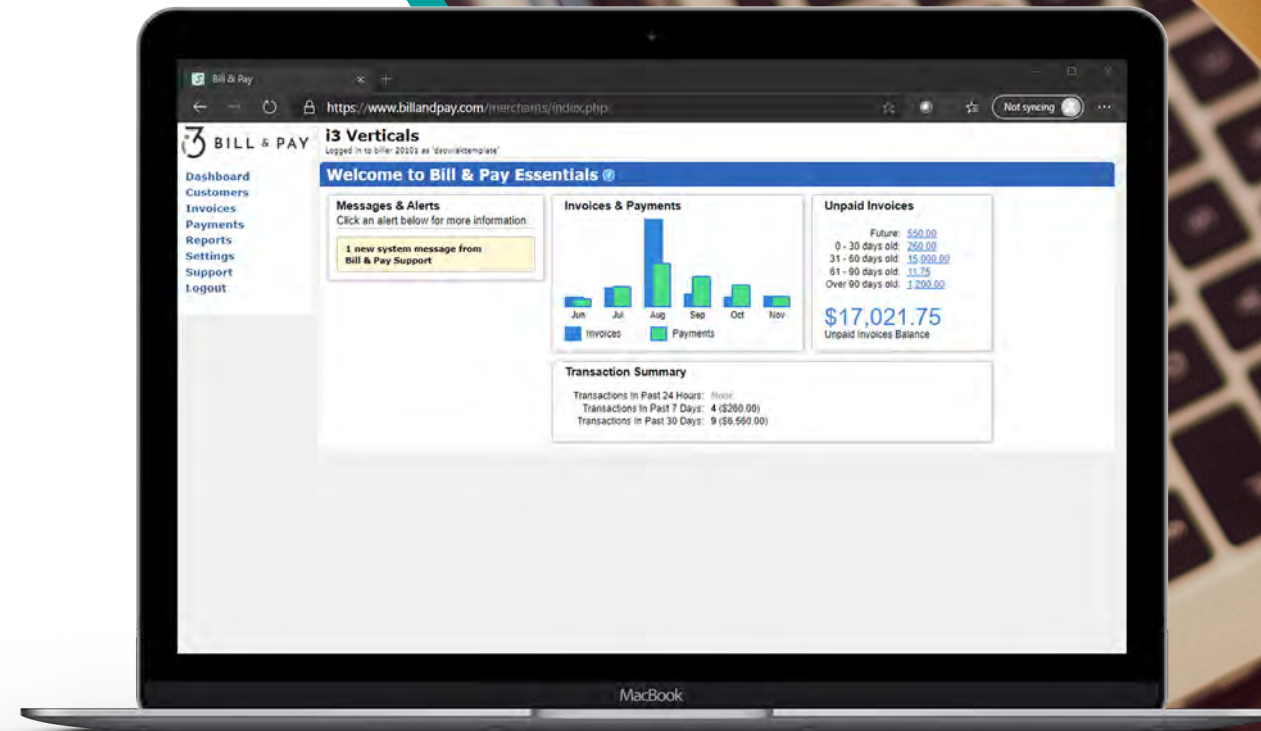 Bill & Pay
https://www.billandpay.com/merchants/index.php
Not syncing
i3 BILL & PAY
i3 Verticals
Logged in to biller 20101 as
Dashboard
Customers
Invoices
Payments
Reports
Settings
Support
Logout
Welcome to Bill & Pay Essentials
Messages & Alerts
Click an alert below for more information
1 new system message from
Bill & Pay Support
Invoices & Payments
Jun Jul Aug Sep Oct Nov
Invoices Payments
Unpaid Invoices
Future: 550.00
0 - 30 days old: 260.00
31 - 60 days old: 15,000.00
61 - 90 days old: 11.75
Over 90 days old: 1,200.00
$17,021.75
Unpaid Invoices Balance
Transaction Summary
Transactions In Past 24 Hours: None
Transactions In Past 7 Days: 4 ($260.00)
Transactions In Past 30 Days: 9 ($6,560.00)
MacBook